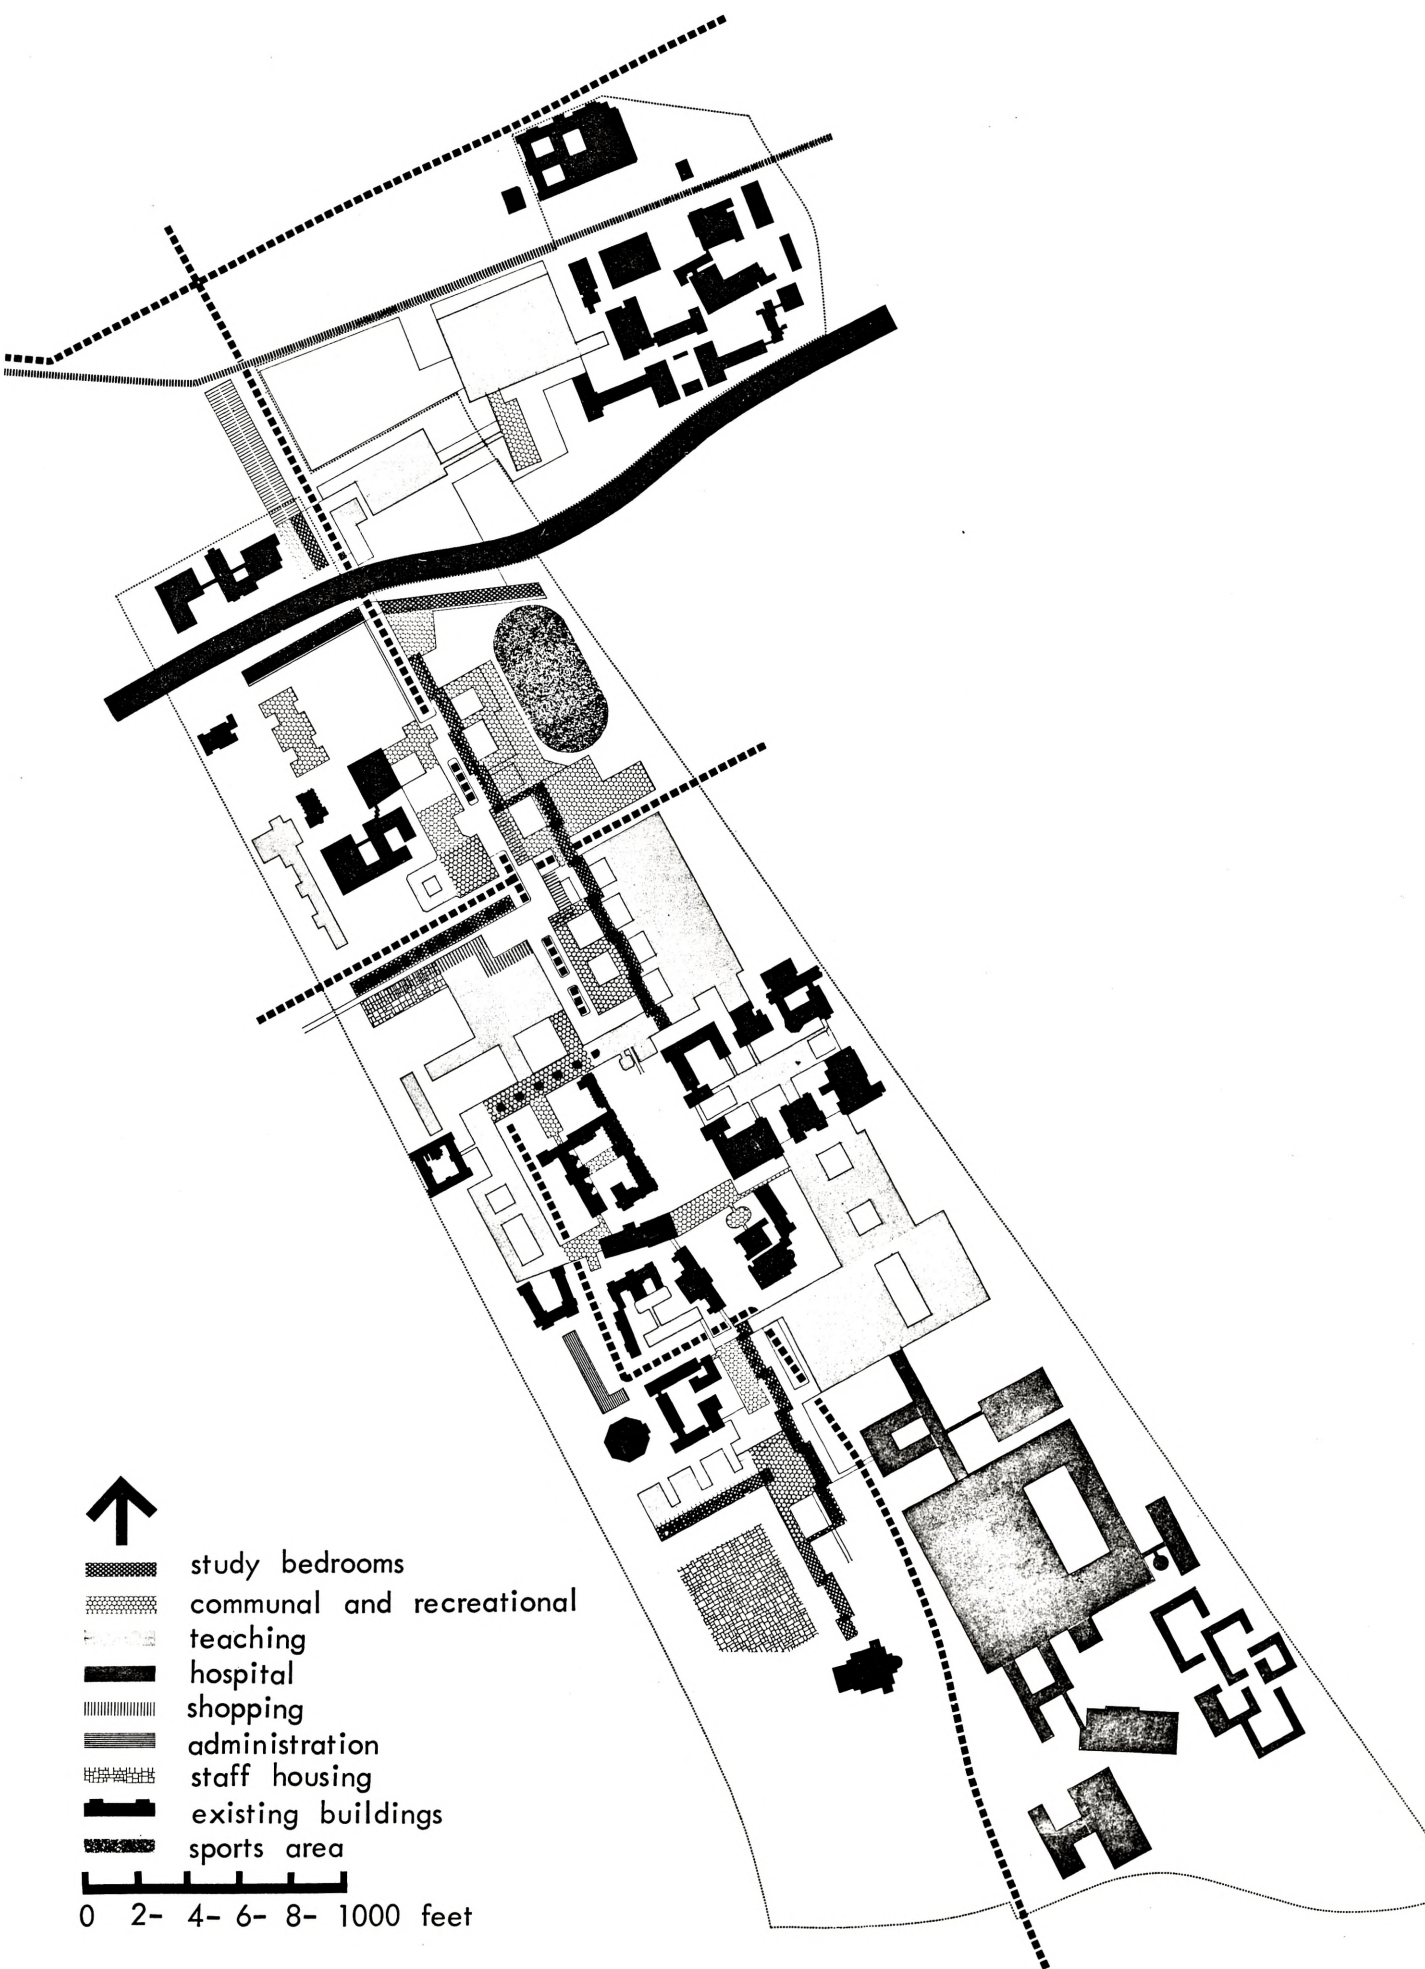 study bedrooms
communal and recreational
teaching
hospital
shopping
administration
staff housing
existing buildings
sports area
0 2- 4- 6- 8- 1000 feet